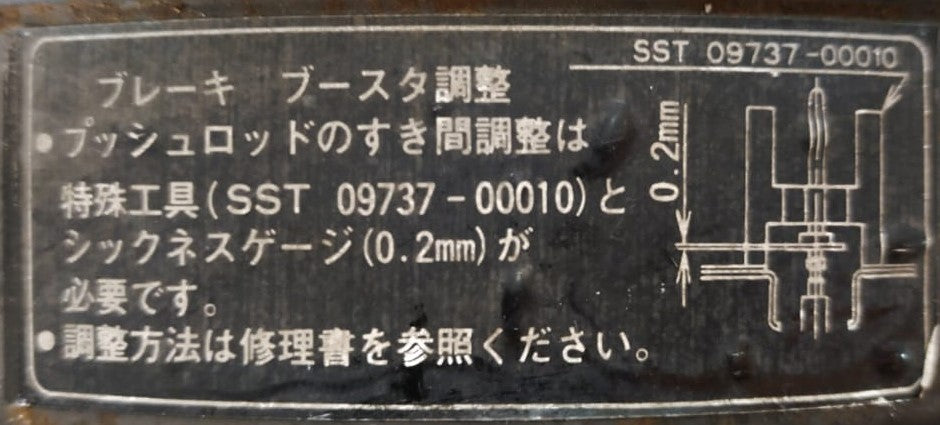 SST 09737-00010
ブレーキ ブースタ調整
•プッシュロッドのすき間調整は
特殊工具(SST 09737-00010)と
シックネスゲージ(0.2mm)が
必要です。
•調整方法は修理書を参照ください。
0.2mm